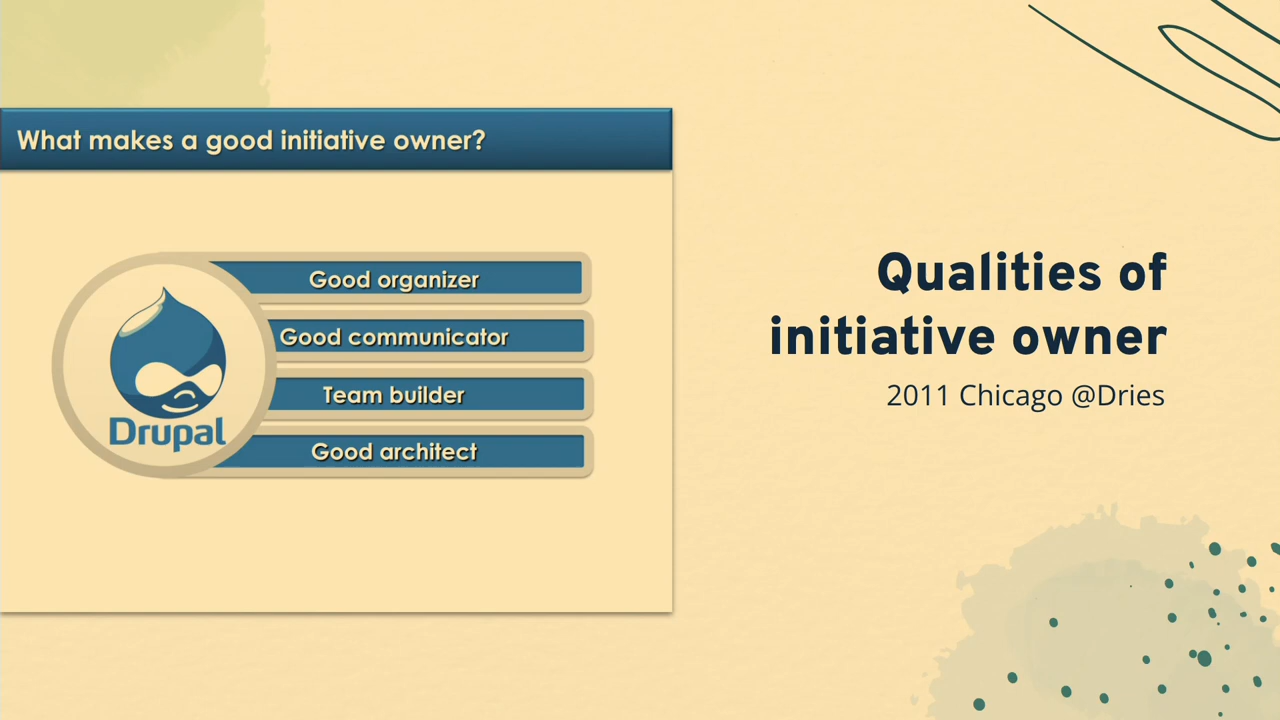 What makes a good initiative owner?
Good organizer
Good communicator
Team builder
Good architect
Drupal
Qualities of
initiative owner
2011 Chicago @Dries